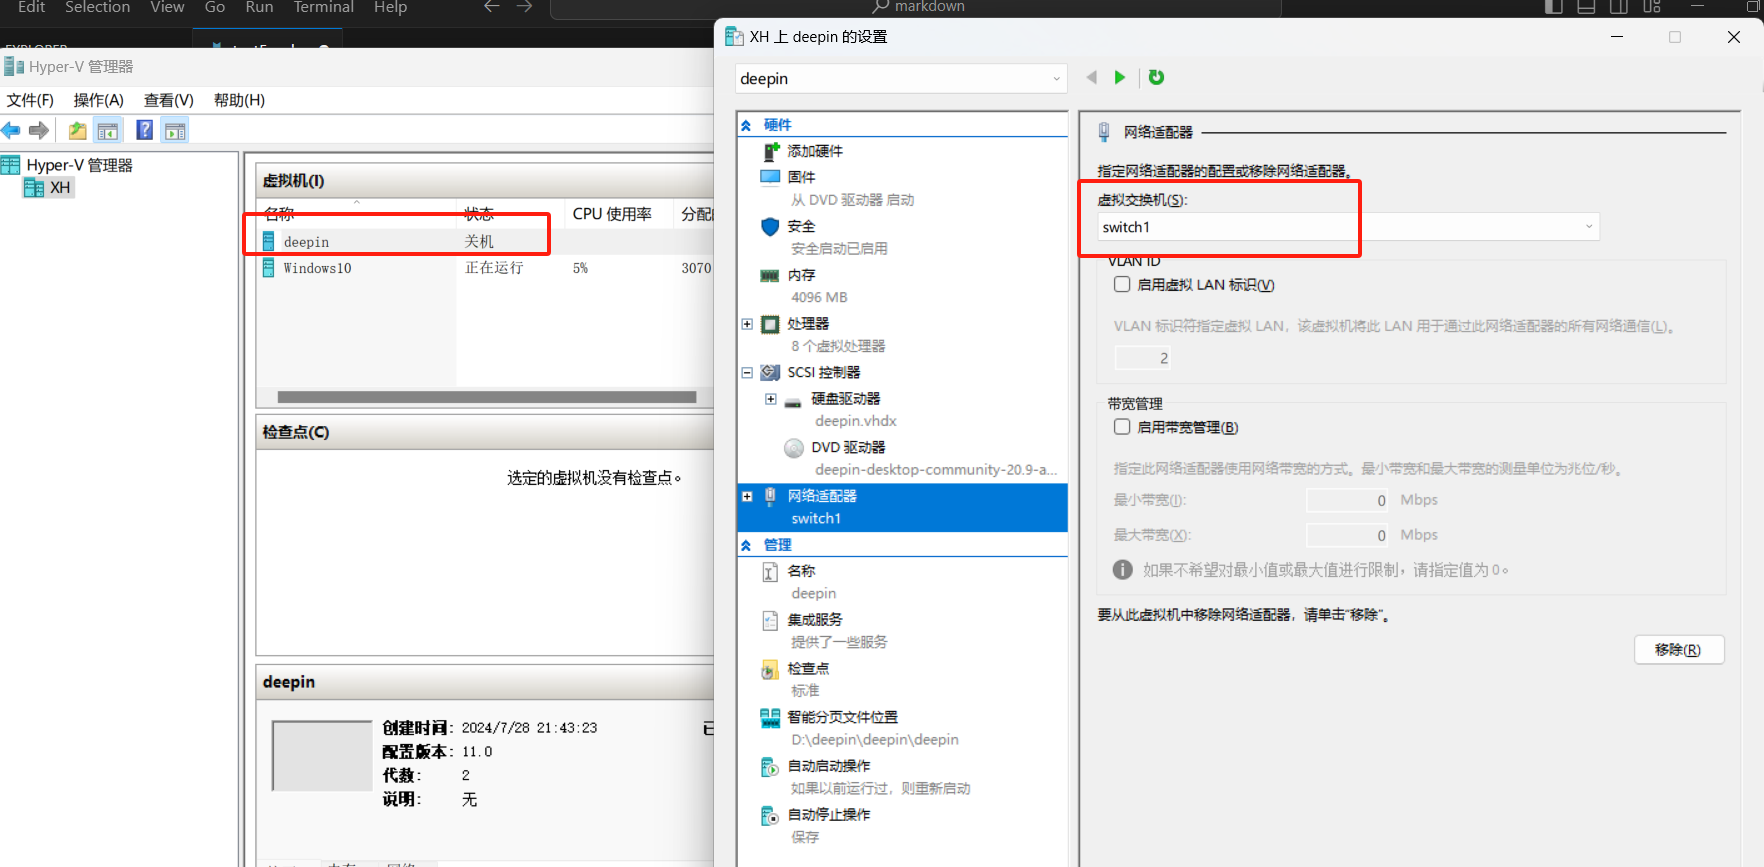 Edit Selection View Go Run Terminal Help
markdown
Hyper-V 管理器
文件(F) 操作(A) 查看(V) 帮助(H)
Hyper-V 管理器
XH
虚拟机(I)
名称 状态 CPU 使用率
deepin 关机
Windows10 正在运行 5% 3070
检查点(C)
选定的虚拟机没有检查点。
deepin
创建时间: 2024/7/28 21:43:23
配置版本: 11.0
代数: 2
说明: 无
XH 上 deepin 的设置
deepin
硬件
添加硬件
固件
从 DVD 驱动器 启动
安全
安全启动已启用
内存
4096 MB
处理器
8 个虚拟处理器
SCSI 控制器
硬盘驱动器
deepin.vhdx
DVD 驱动器
deepin-desktop-community-20.9-a...
网络适配器
switch1
管理
名称
deepin
集成服务
提供了一些服务
检查点
标准
智能分页文件位置
D:\deepin\deepin\deepin
自动启动操作
如果以前运行过，则重新启动
自动停止操作
保存
网络适配器
指定网络适配器的配置或移除网络适配器。
虚拟交换机(S):
switch1
VLAN ID
启用虚拟 LAN 标识(V)
VLAN 标识符指定虚拟 LAN，该虚拟机将此 LAN 用于通过此网络适配器的所有网络通信(L)。
2
带宽管理
启用带宽管理(B)
指定此网络适配器使用网络带宽的方式。最小带宽和最大带宽的测量单位为兆位/秒。
最小带宽(I): 0 Mbps
最大带宽(X): 0 Mbps
如果不希望对最小值或最大值进行限制，请指定值为 0。
要从此虚拟机中移除网络适配器，请单击“移除”。
移除(R)